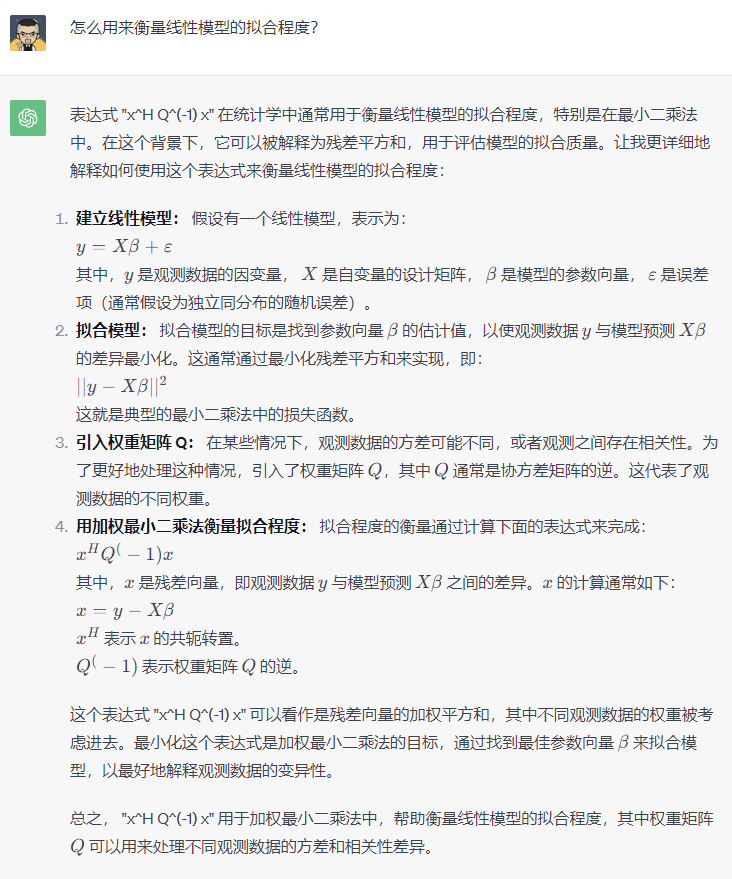 怎么用来衡量线性模型的拟合程度？
表达式 "x^H Q^(-1) x" 在统计学中通常用于衡量线性模型的拟合程度，特别是在最小二乘法
中。在这个背景下，它可以被解释为残差平方和，用于评估模型的拟合质量。让我更详细地
解释如何使用这个表达式来衡量线性模型的拟合程度：
1. 建立线性模型： 假设有一个线性模型，表示为：
y = Xβ + ε
其中，y 是观测数据的因变量， X 是自变量的设计矩阵， β 是模型的参数向量， ε 是误差
项（通常假设为独立同分布的随机误差）。
2. 拟合模型： 拟合模型的目标是找到参数向量 β 的估计值，以使观测数据 y 与模型预测 Xβ
的差异最小化。这通常通过最小化残差平方和来实现，即：
||y − Xβ||²
这就是典型的最小二乘法中的损失函数。
3. 引入权重矩阵 Q： 在某些情况下，观测数据的方差可能不同，或者观测之间存在相关性。为
了更好地处理这种情况，引入了权重矩阵 Q，其中 Q 通常是协方差矩阵的逆。这代表了观
测数据的不同权重。
4. 用加权最小二乘法衡量拟合程度： 拟合程度的衡量通过计算下面的表达式来完成：
x^H Q^( − 1)x
其中，x 是残差向量，即观测数据 y 与模型预测 Xβ 之间的差异。x 的计算通常如下：
x = y − Xβ
x^H 表示 x 的共轭转置。
Q^( − 1) 表示权重矩阵 Q 的逆。
这个表达式 "x^H Q^(-1) x" 可以看作是残差向量的加权平方和，其中不同观测数据的权重被考
虑进去。最小化这个表达式是加权最小二乘法的目标，通过找到最佳参数向量 β 来拟合模
型，以最好地解释观测数据的变异性。
总之， "x^H Q^(-1) x" 用于加权最小二乘法中，帮助衡量线性模型的拟合程度，其中权重矩阵
Q 可以用来处理不同观测数据的方差和相关性差异。